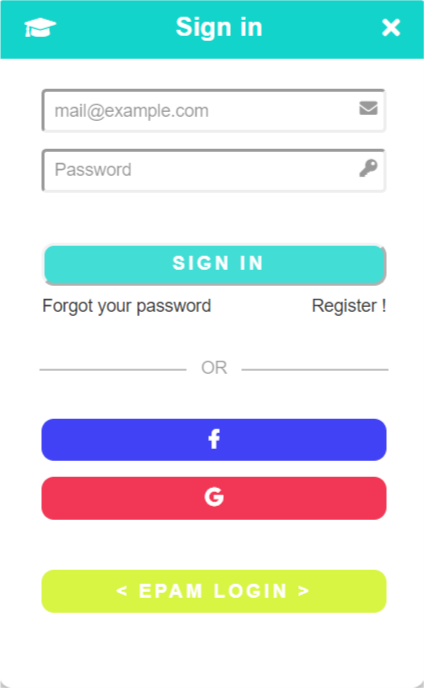 Sign in
mail@example.com
Password
SIGN IN
Forgot your password Register !
OR
< EPAM LOGIN >